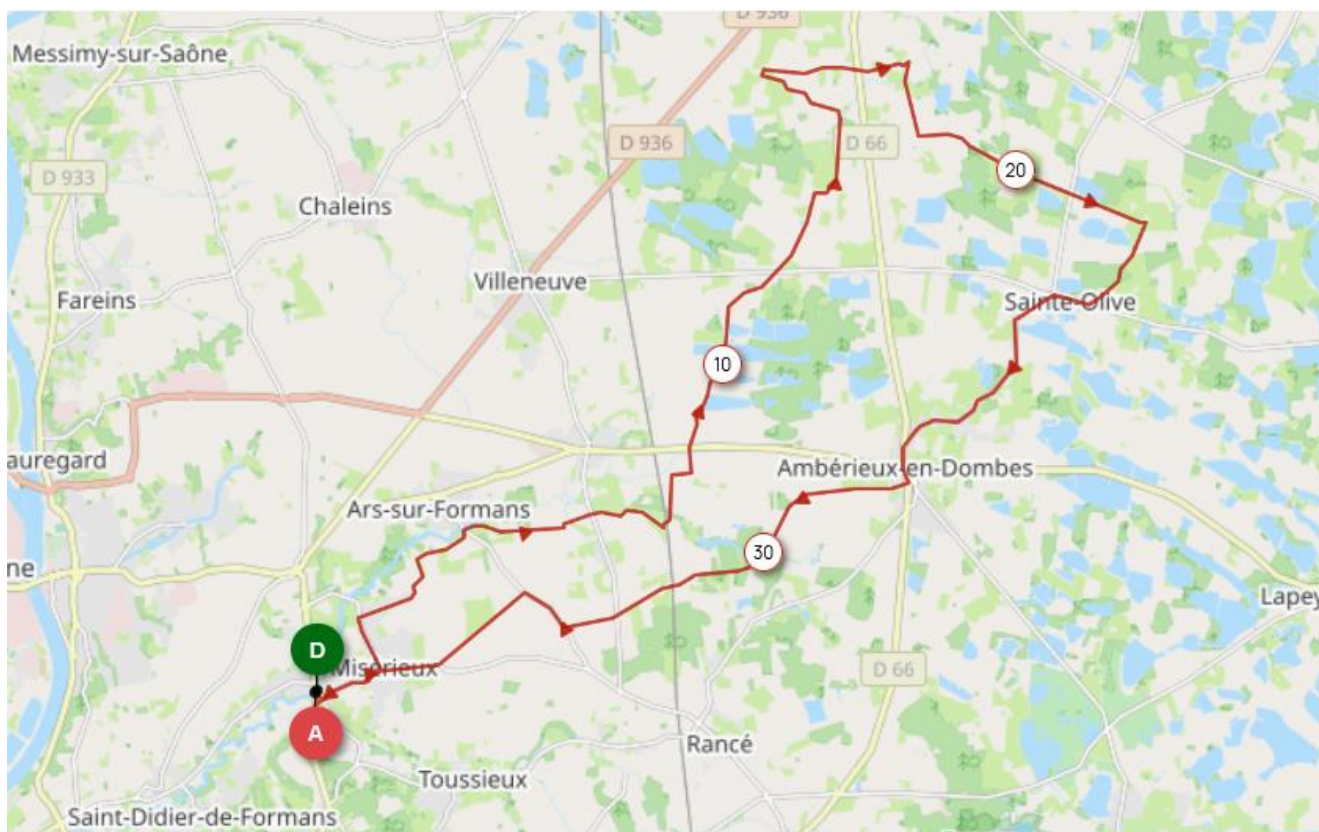 D 936
Messimy-sur-Saône
D 936
D 66
D 933
20
Chaleins
Villeneuve
Fareins
Sainte-Olive
10
auregard
Ambérieux-en-Dombes
Ars-sur-Formans
30
ne
Lapey
D
Misérieux
D 66
A
Rancé
Toussieux
Saint-Didier-de-Formans